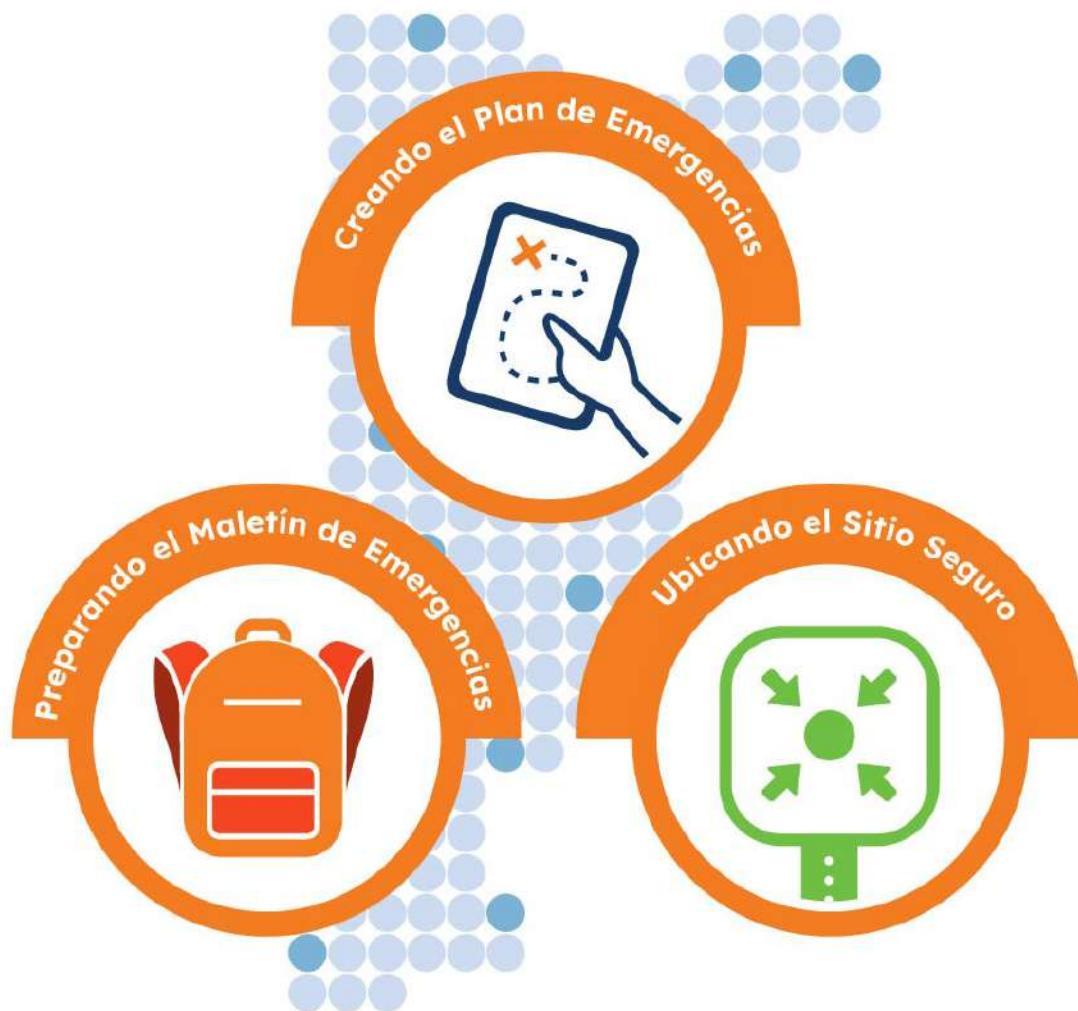 Creando el Plan de Emergencias
Preparando el Maletín de Emergencias
Ubicando el Sitio Seguro